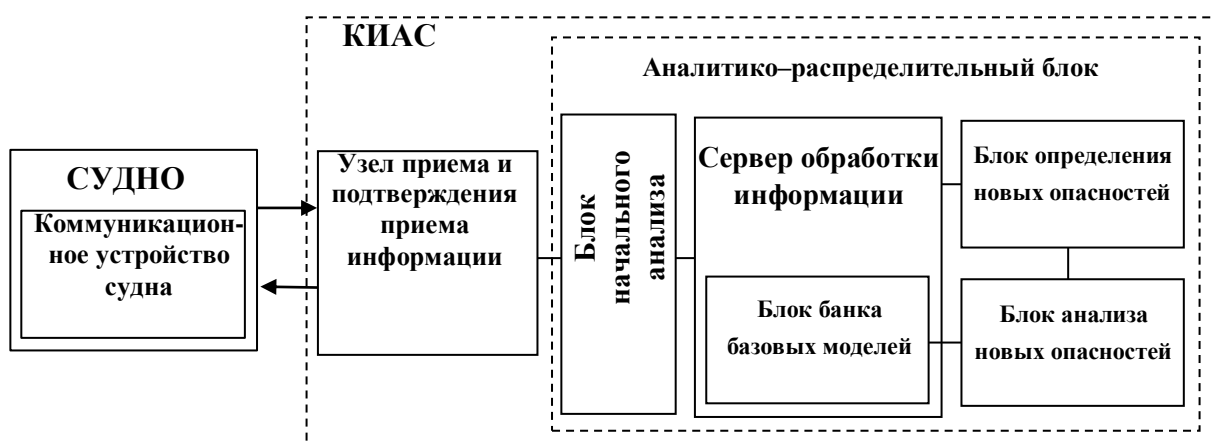 КИАС
Аналитико–распределительный блок
СУДНО
Коммуникацион-
ное устройство
судна
Узел приема и
подтверждения
приема
информации
Блок
начального
анализа
Сервер обработки
информации
Блок банка
базовых моделей
Блок определения
новых опасностей
Блок анализа
новых опасностей